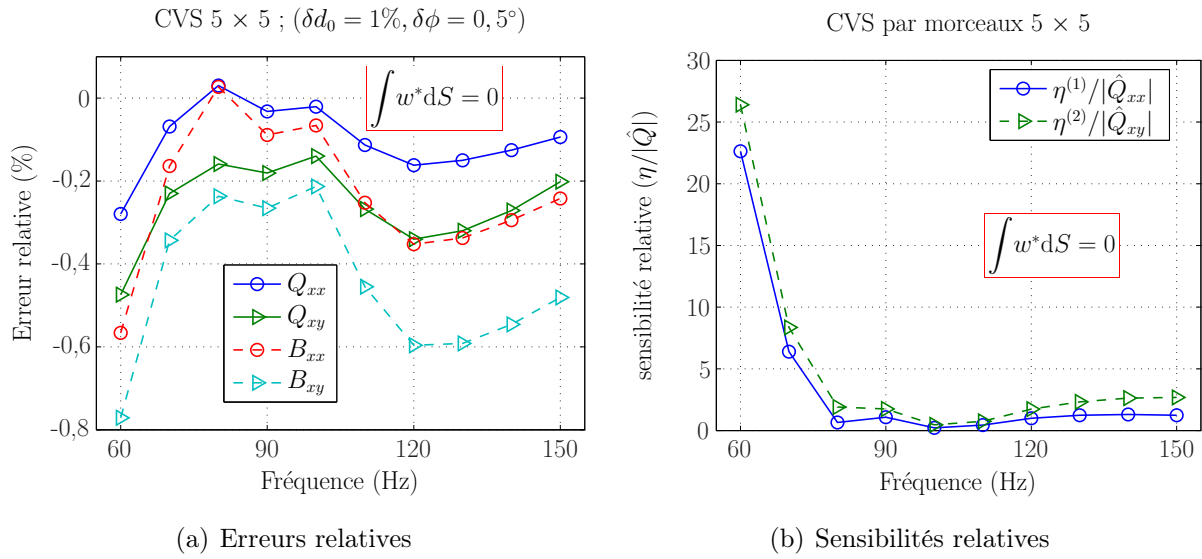 CVS 5 × 5 ; (δd₀ = 1%, δϕ = 0, 5°)
Erreur relative (%)
0
-0,2
-0,4
-0,6
-0,8
∫ w*dS = 0
Q_xx
Q_xy
B_xx
B_xy
60 90 120 150
Fréquence (Hz)
(a) Erreurs relatives
CVS par morceaux 5 × 5
sensibilité relative (η/|Q̂|)
30
25
20
15
10
5
0
η⁽¹⁾/|Q̂_xx|
η⁽²⁾/|Q̂_xy|
∫ w*dS = 0
60 90 120 150
Fréquence (Hz)
(b) Sensibilités relatives